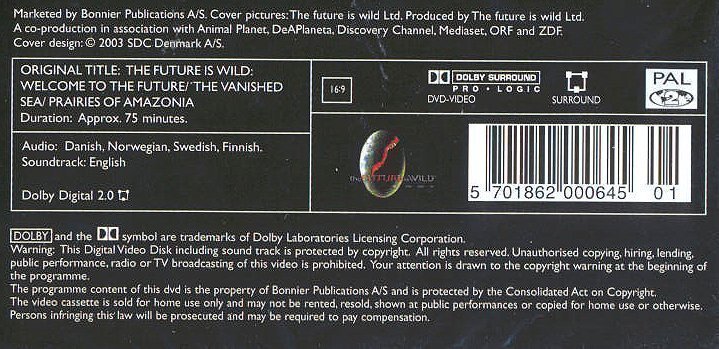 Marketed by Bonnier Publications A/S. Cover pictures: The future is wild Ltd. Produced by The future is wild Ltd.
A co-production in association with Animal Planet, DeAPlaneta, Discovery Channel, Mediaset, ORF and ZDF.
Cover design: © 2003 SDC Denmark A/S.
ORIGINAL TITLE: THE FUTURE IS WILD:
WELCOME TO THE FUTURE/ THE VANISHED
SEA/ PRAIRIES OF AMAZONIA
Duration: Approx. 75 minutes.
Audio: Danish, Norwegian, Swedish, Finnish.
Soundtrack: English
Dolby Digital 2.0
16:9
DOLBY SURROUND
PRO • LOGIC
DVD-VIDEO
SURROUND
PAL
2
the FUTURE is WILD
5 701862 000645 01
DOLBY and the symbol are trademarks of Dolby Laboratories Licensing Corporation.
Warning: This Digital Video Disk including sound track is protected by copyright. All rights reserved. Unauthorised copying, hiring, lending,
public performance, radio or TV broadcasting of this video is prohibited. Your attention is drawn to the copyright warning at the beginning of
the programme.
The programme content of this dvd is the property of Bonnier Publications A/S and is protected by the Consolidated Act on Copyright.
The video cassette is sold for home use only and may not be rented, resold, shown at public performances or copied for home use or otherwise.
Persons infringing this law will be prosecuted and may be required to pay compensation.